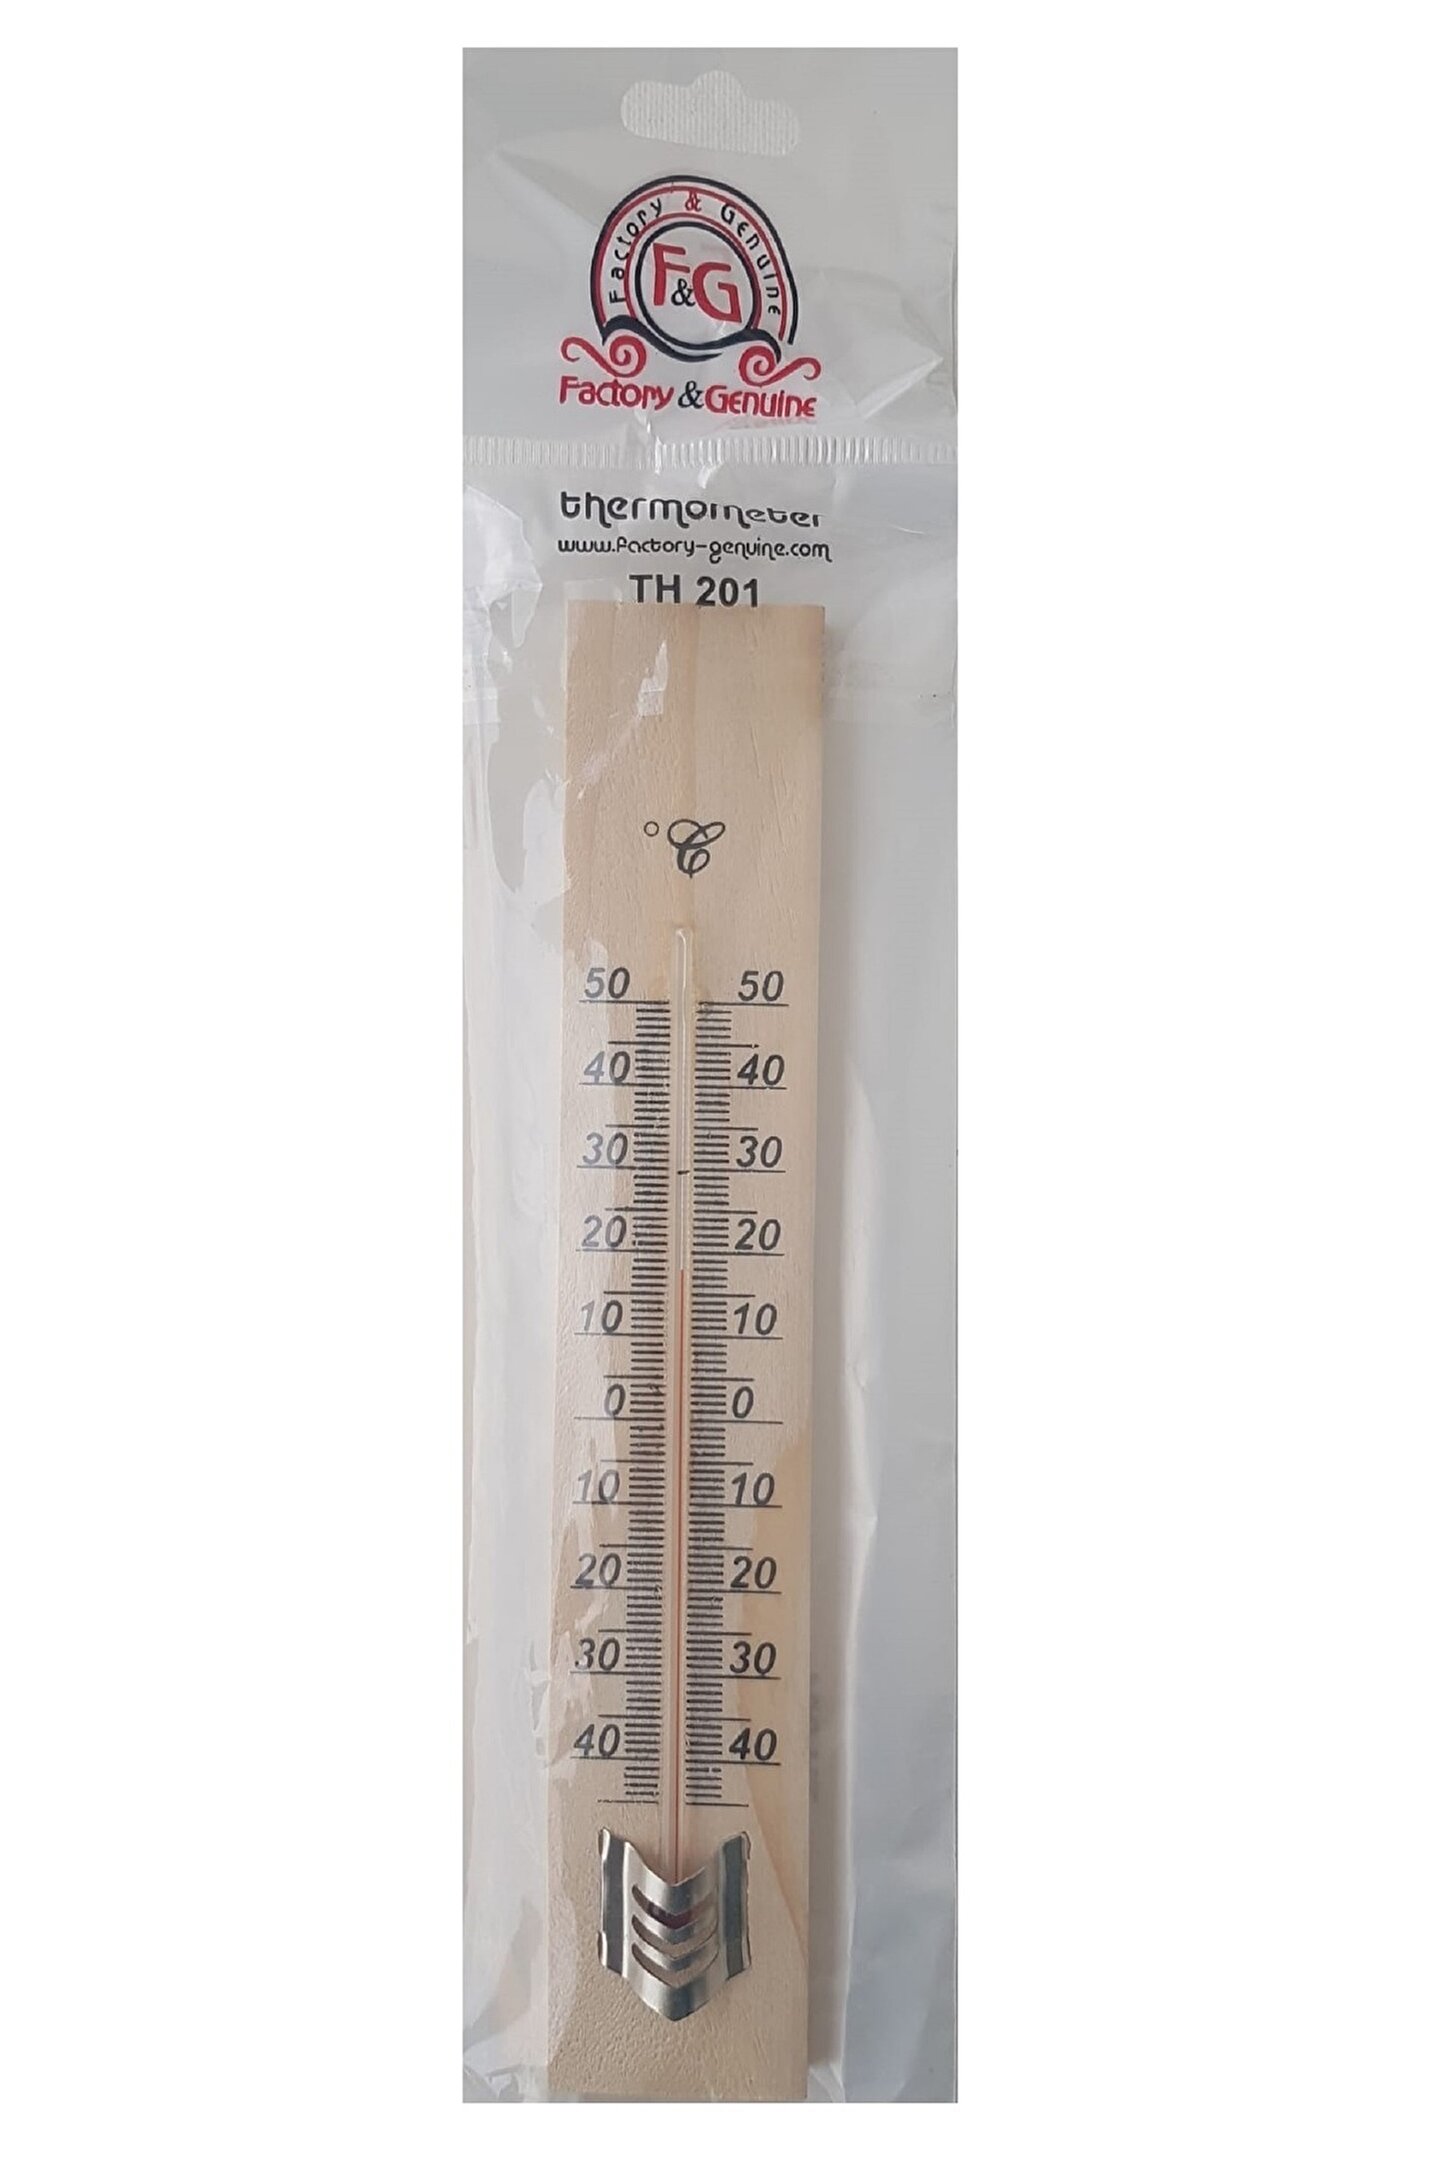 Factory & Genuine
F&G
Factory & Genuine
thermometer
www.factory-genuine.com
TH 201
°C
50 50
40 40
30 30
20 20
10 10
0 0
10 10
20 20
30 30
40 40